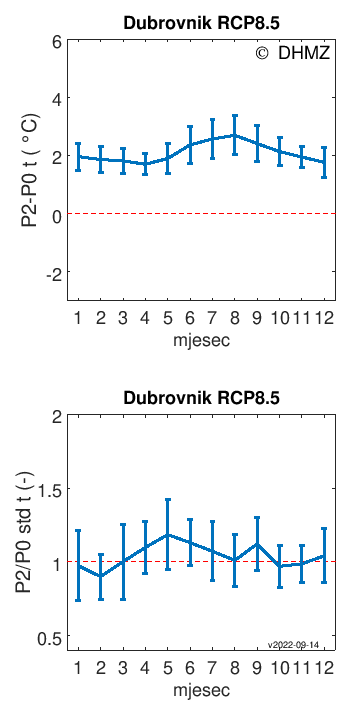 Dubrovnik RCP8.5
© DHMZ
P2-P0 t ( °C)
6
4
2
0
-2
1 2 3 4 5 6 7 8 9 10 11 12
mjesec
Dubrovnik RCP8.5
P2/P0 std t (-)
2
1.5
1
0.5
v2022-09-14
1 2 3 4 5 6 7 8 9 10 11 12
mjesec